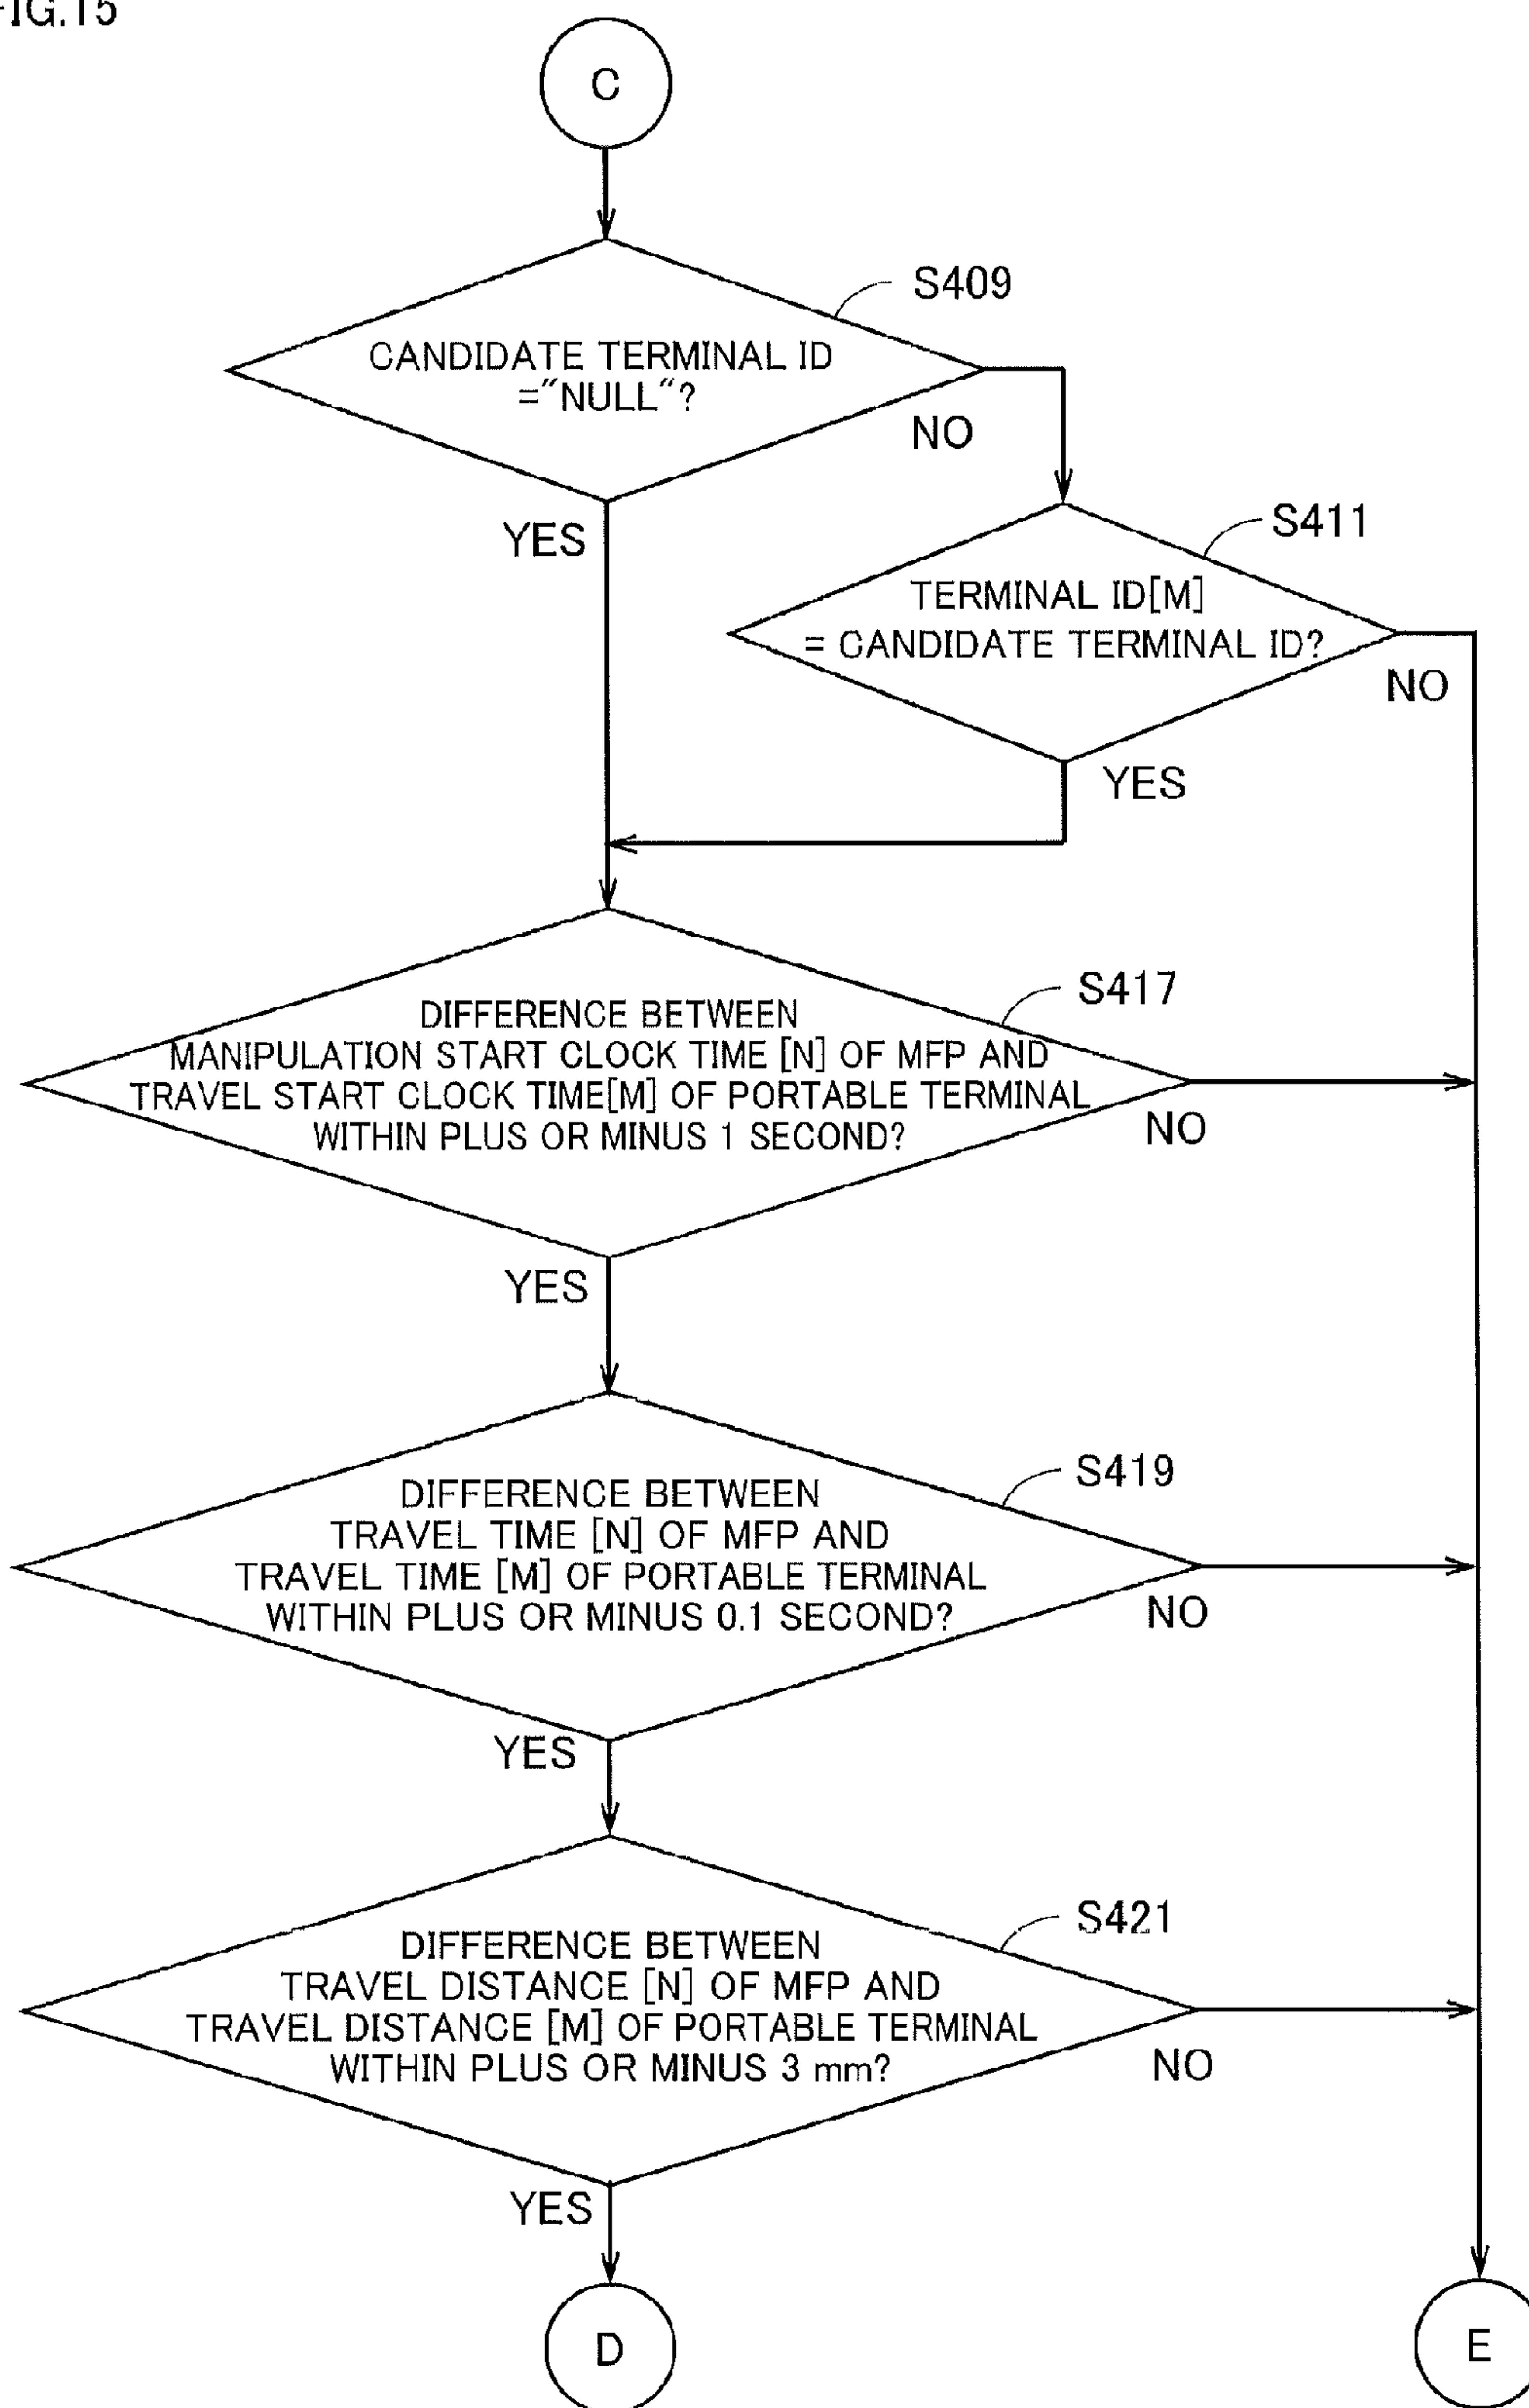 FIG.15
C
S409
CANDIDATE TERMINAL ID
="NULL"?
NO
YES
S411
TERMINAL ID[M]
= CANDIDATE TERMINAL ID?
NO
YES
S417
DIFFERENCE BETWEEN
MANIPULATION START CLOCK TIME [N] OF MFP AND
TRAVEL START CLOCK TIME[M] OF PORTABLE TERMINAL
WITHIN PLUS OR MINUS 1 SECOND?
NO
YES
S419
DIFFERENCE BETWEEN
TRAVEL TIME [N] OF MFP AND
TRAVEL TIME [M] OF PORTABLE TERMINAL
WITHIN PLUS OR MINUS 0.1 SECOND?
NO
YES
S421
DIFFERENCE BETWEEN
TRAVEL DISTANCE [N] OF MFP AND
TRAVEL DISTANCE [M] OF PORTABLE TERMINAL
WITHIN PLUS OR MINUS 3 mm?
NO
YES
D
E